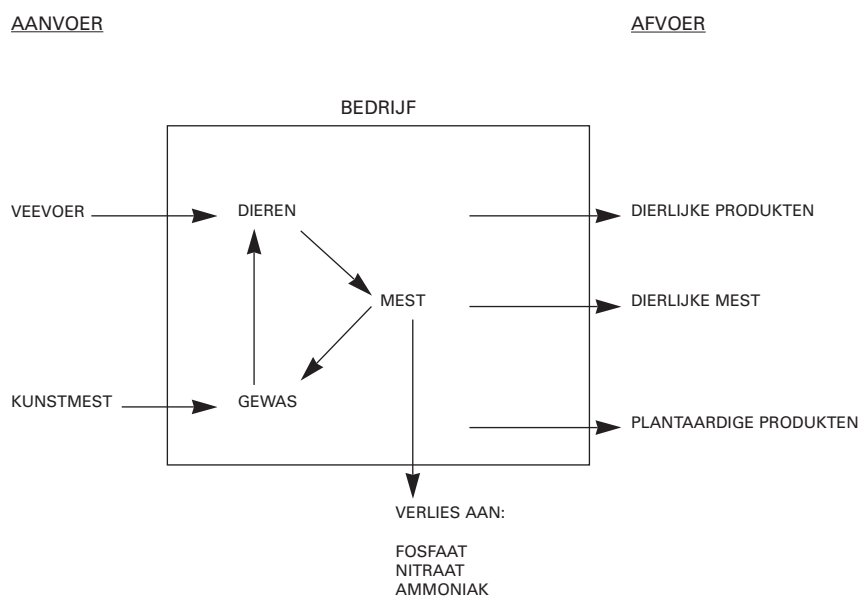 AANVOER
AFVOER
BEDRIJF
VEEVOER
DIEREN
DIERLIJKE PRODUKTEN
MEST
DIERLIJKE MEST
KUNSTMEST
GEWAS
PLANTAARDIGE PRODUKTEN
VERLIES AAN:
FOSFAAT
NITRAAT
AMMONIAK